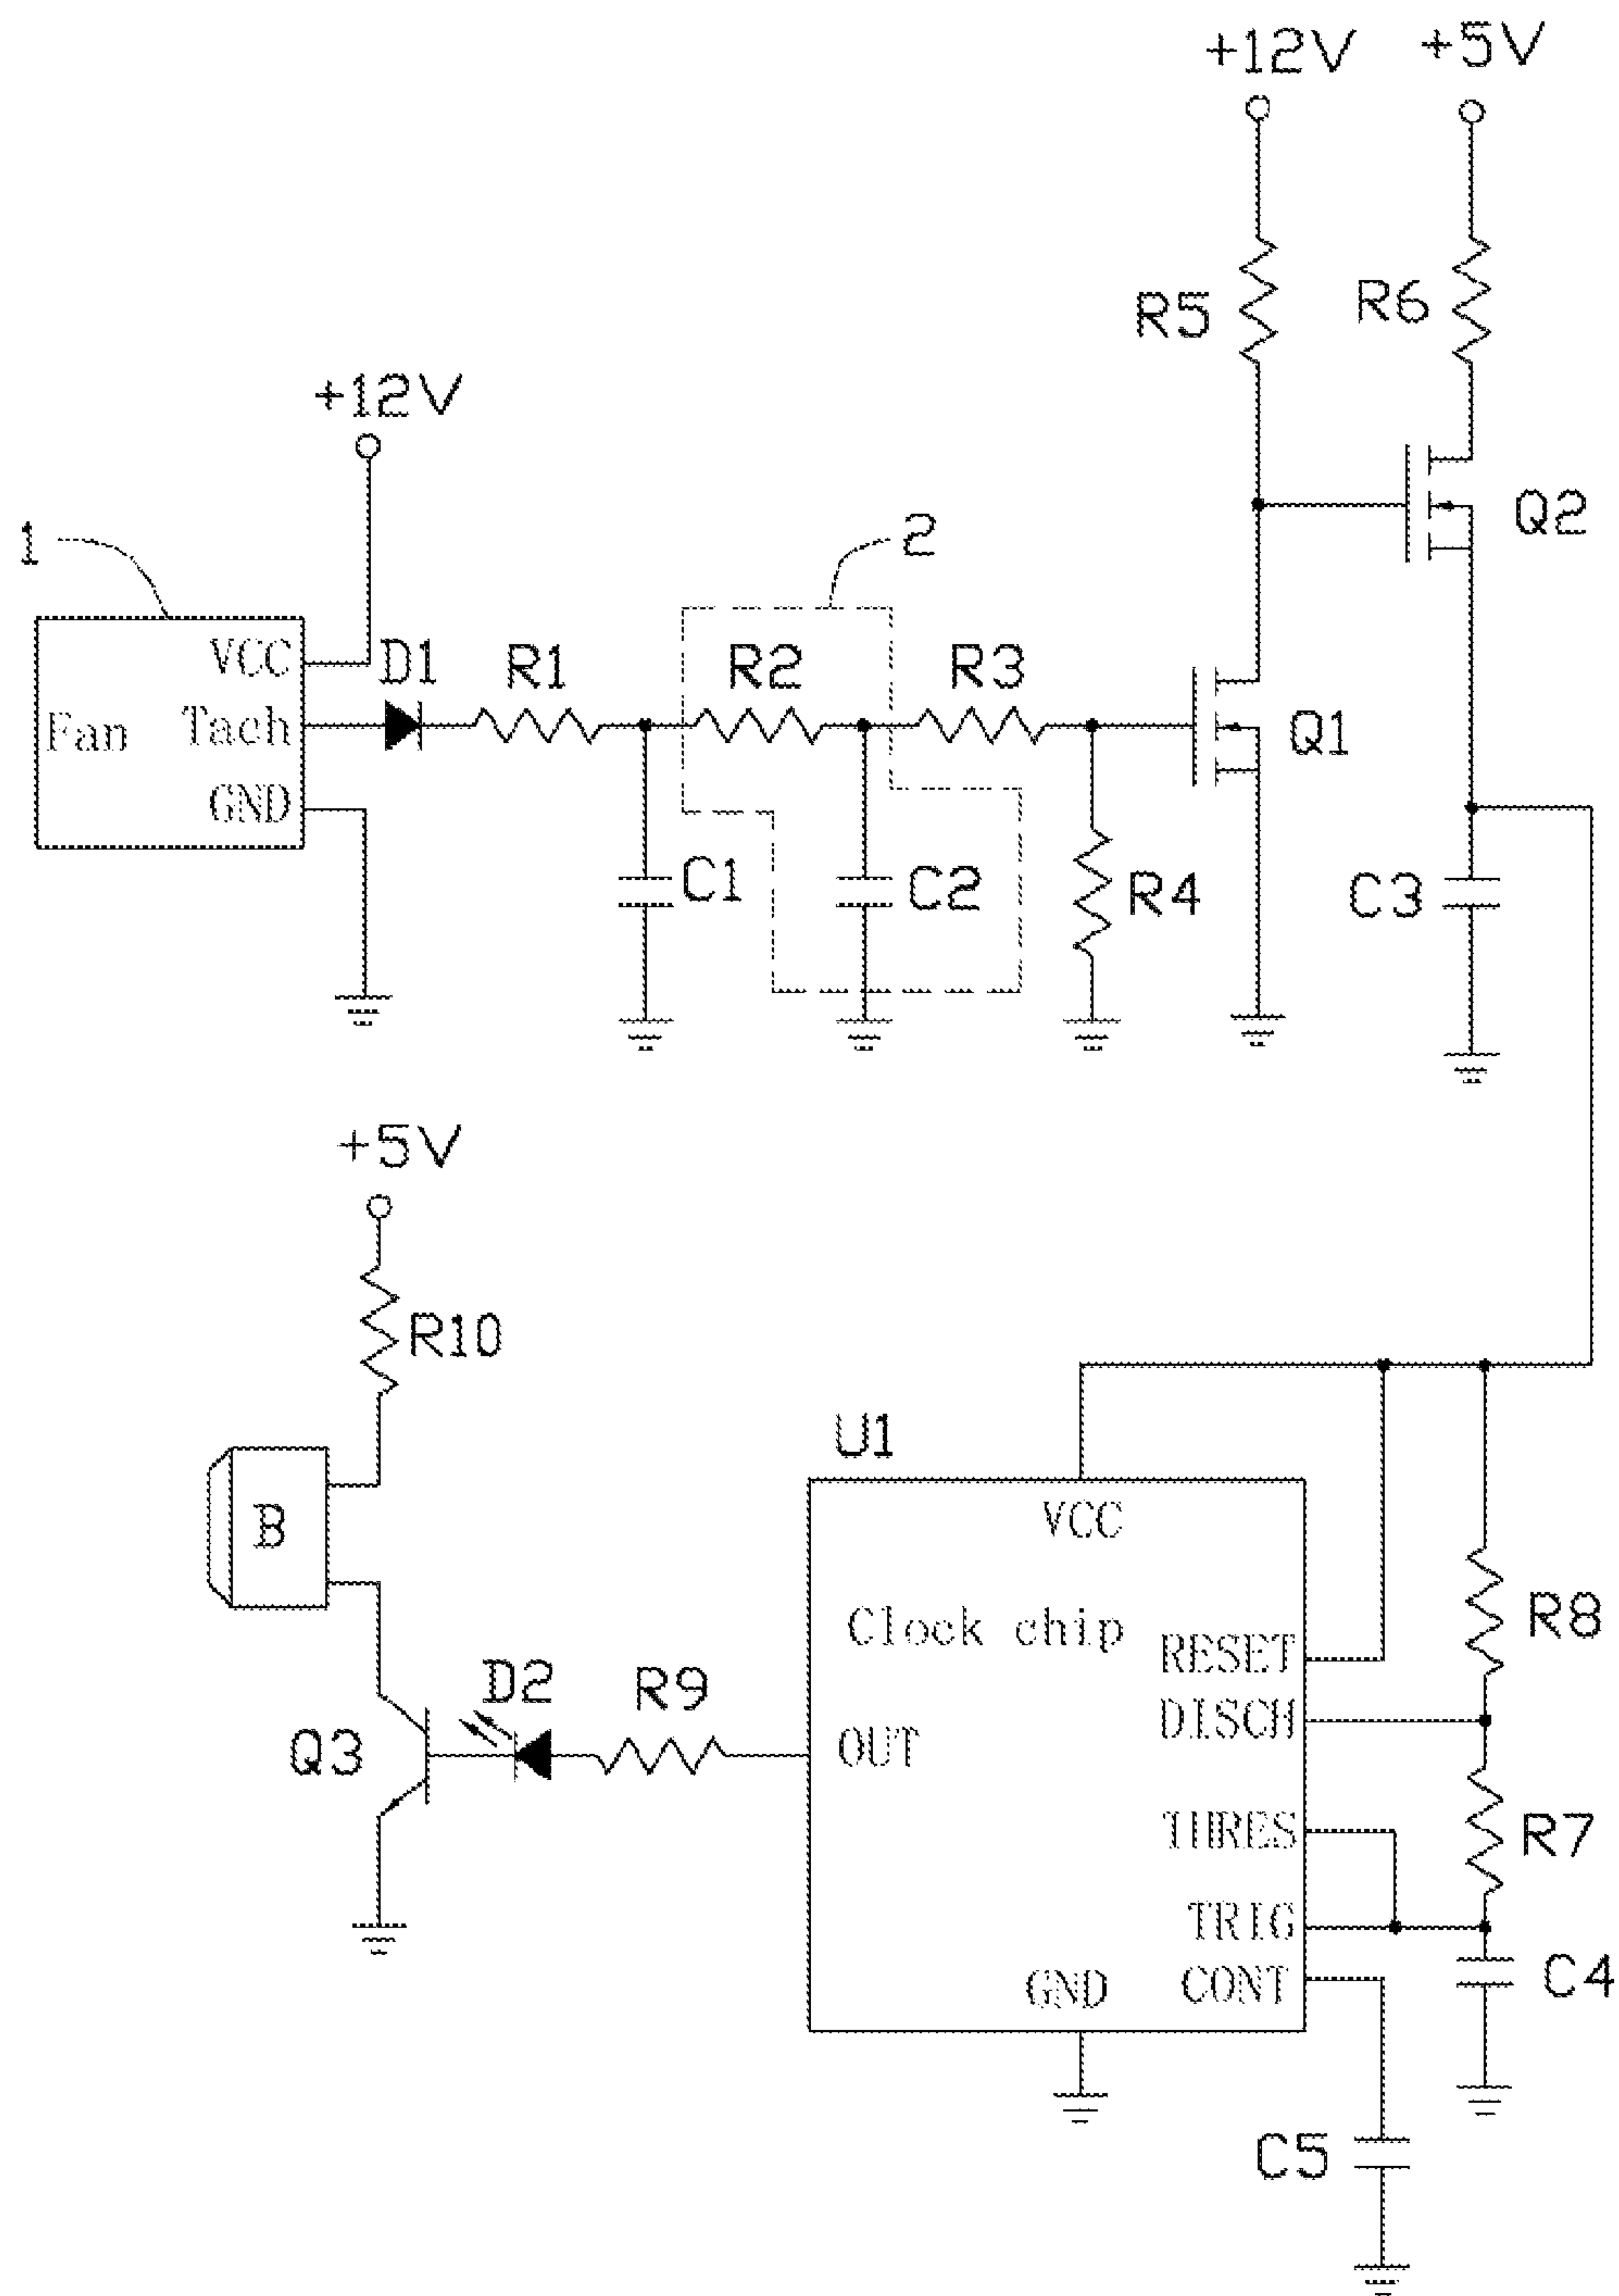 +12V +5V
R5 R6
+12V
1 2 Q2
VCC D1 R1 R2 R3
Fan Tach Q1
GND
C1 C2 R4 C3
+5V
R10
U1
B VCC
Clock chip R8
RESET
D2 R9 DISCH
Q3 OUT
THRES R7
TRIG
GND CONT C4
C5